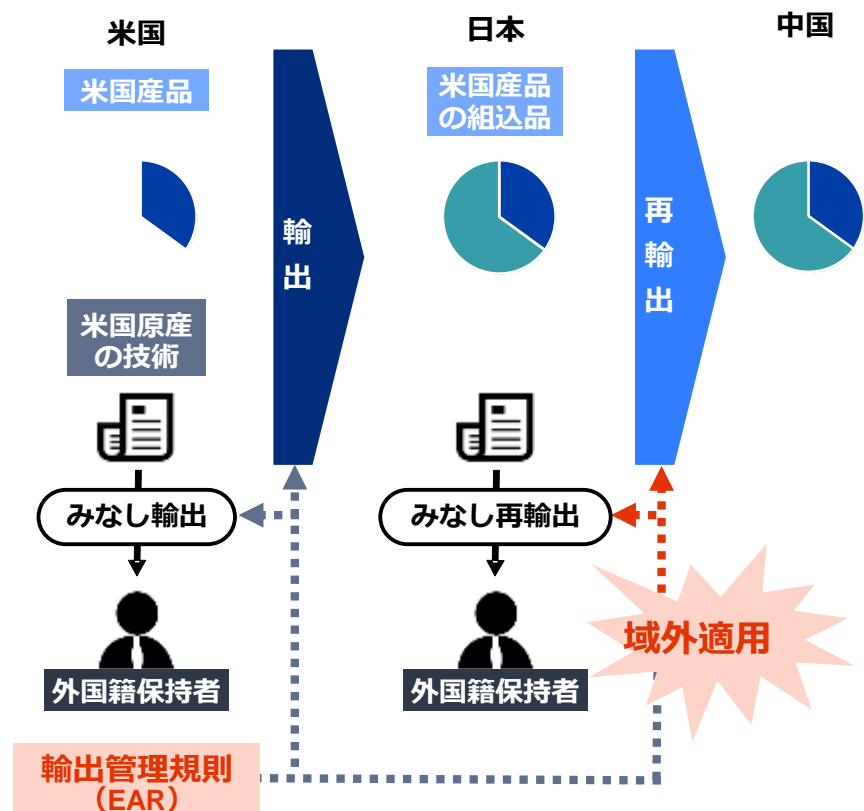 米国
日本
中国
米国産品
米国産品
の組込品
輸出
再輸出
米国原産
の技術
みなし輸出
みなし再輸出
域外適用
外国籍保持者
外国籍保持者
輸出管理規則
（EAR）